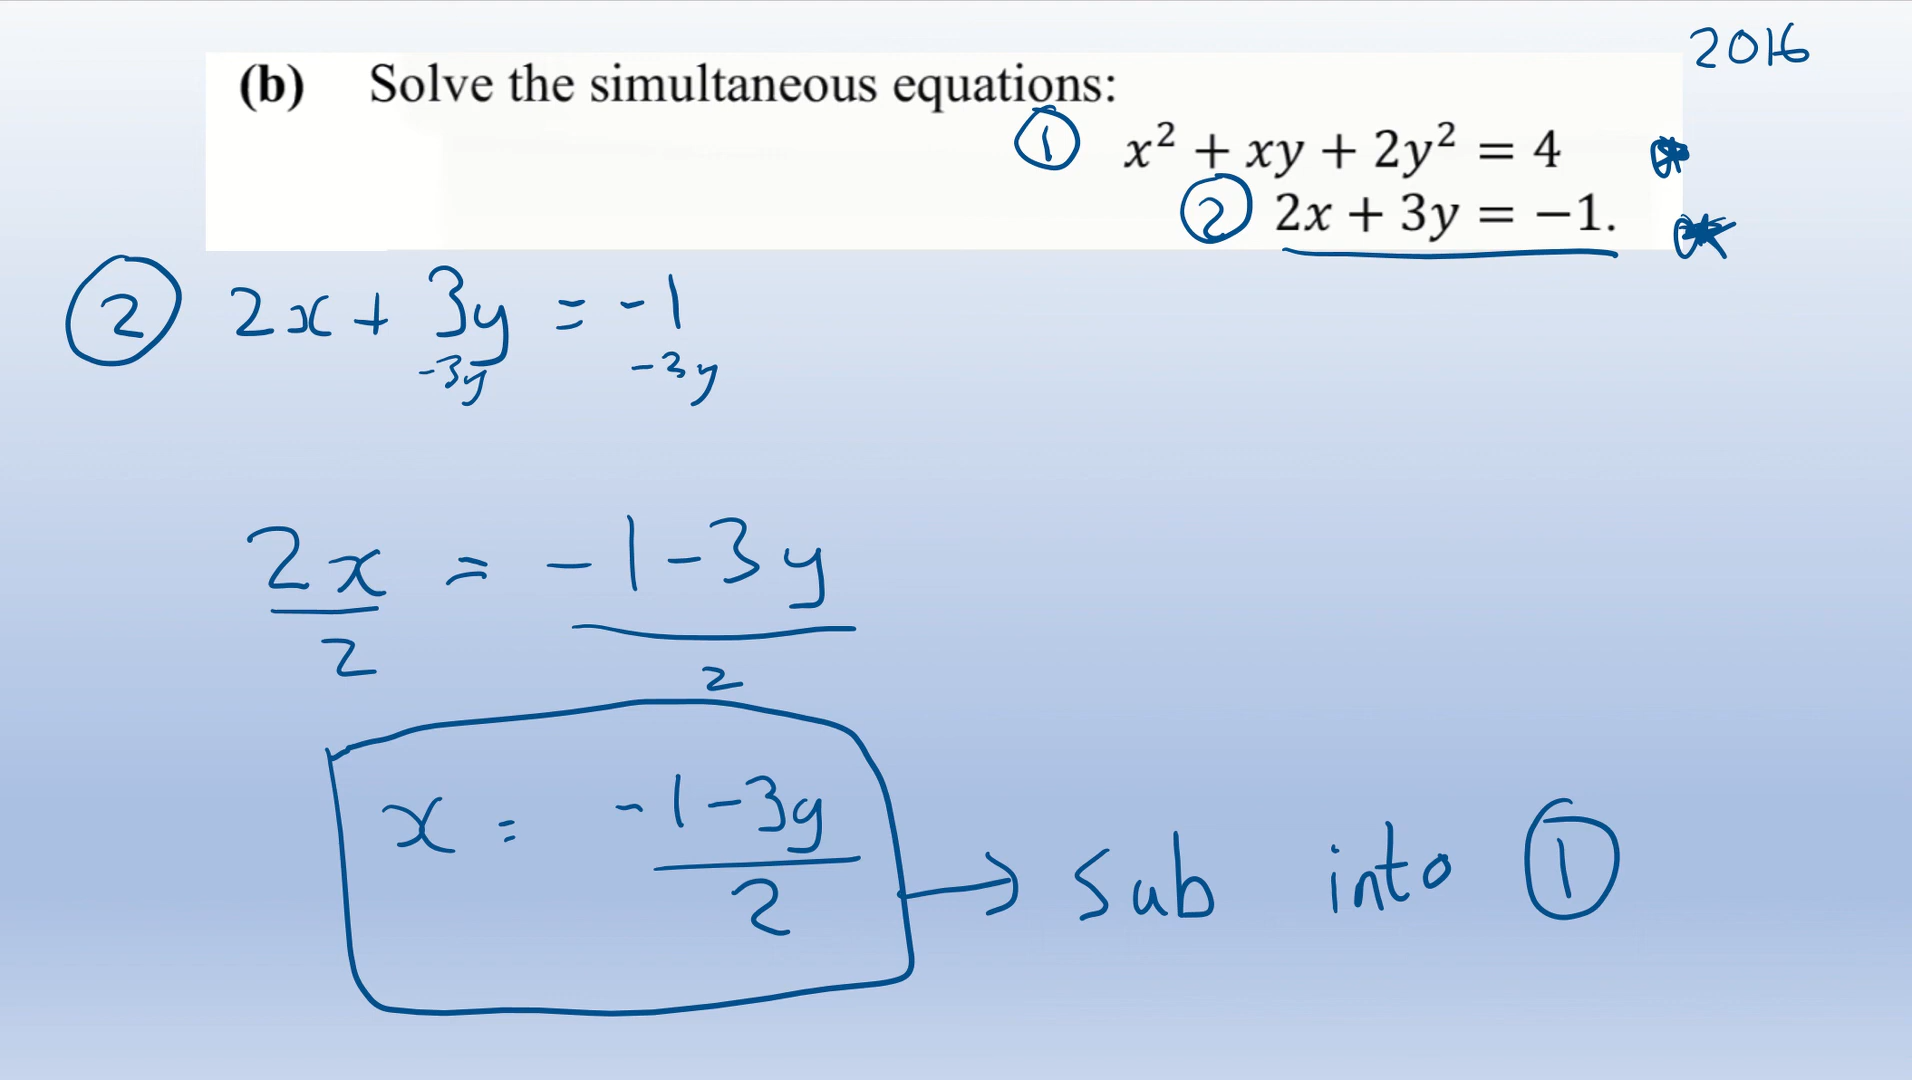 2016
(b) Solve the simultaneous equations:
① x² + xy + 2y² = 4
② 2x + 3y = −1.
② 2x + 3y = -1
-3y -3y
2x = -1-3y
2 2
x = -1-3y
2
→ sub into ①